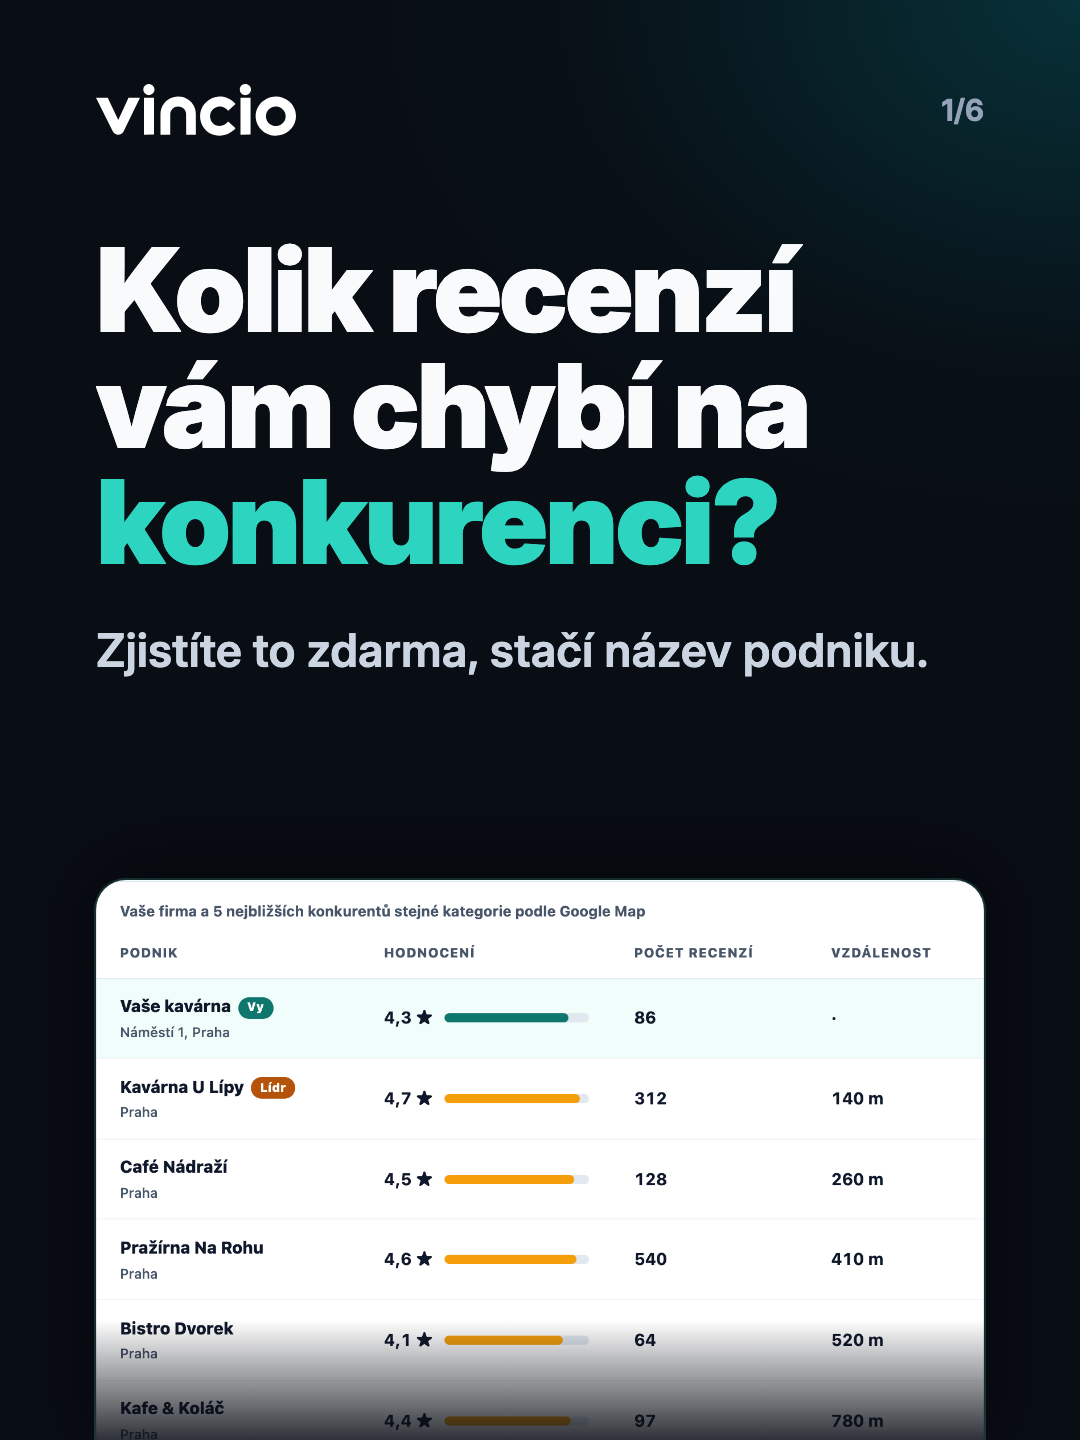 vincio
1/6
Kolik recenzí
vám chybí na
konkurenci?
Zjistíte to zdarma, stačí název podniku.
Vaše firma a 5 nejbližších konkurentů stejné kategorie podle Google Map
PODNIK HODNOCENÍ POČET RECENZÍ VZDÁLENOST
Vaše kavárna Vy 4,3 ★ 86 ·
Náměstí 1, Praha
Kavárna U Lípy Lídr 4,7 ★ 312 140 m
Praha
Café Nádraží 4,5 ★ 128 260 m
Praha
Pražírna Na Rohu 4,6 ★ 540 410 m
Praha
Bistro Dvorek 4,1 ★ 64 520 m
Praha
Kafe & Koláč 4,4 ★ 97 780 m
Praha